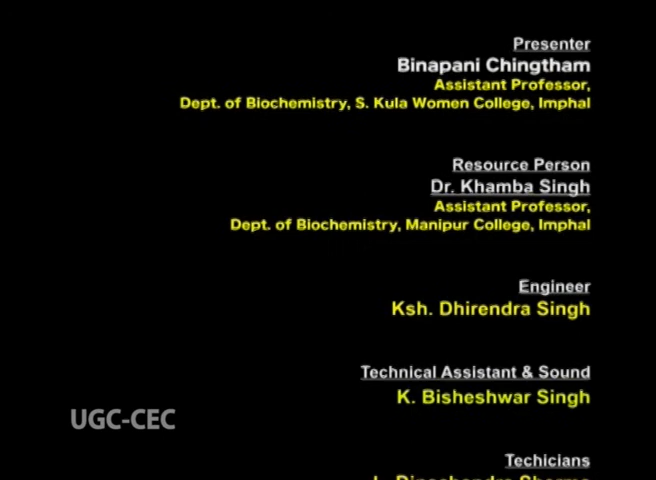 Presenter
Binapani Chingtham
Assistant Professor,
Dept. of Biochemistry, S. Kula Women College, Imphal
Resource Person
Dr. Khamba Singh
Assistant Professor,
Dept. of Biochemistry, Manipur College, Imphal
Engineer
Ksh. Dhirendra Singh
Technical Assistant & Sound
K. Bisheshwar Singh
UGC-CEC
Techicians